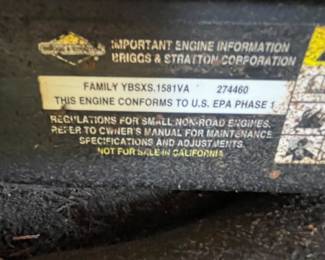 IMPORTANT ENGINE INFORMATION
BRIGGS & STRATTON CORPORATION
FAMILY YBSXS.1581VA 274460
THIS ENGINE CONFORMS TO U.S. EPA PHASE 1
REGULATIONS FOR SMALL NON-ROAD ENGINES.
REFER TO OWNER'S MANUAL FOR MAINTENANCE
SPECIFICATIONS AND ADJUSTMENTS.
NOT FOR SALE IN CALIFORNIA